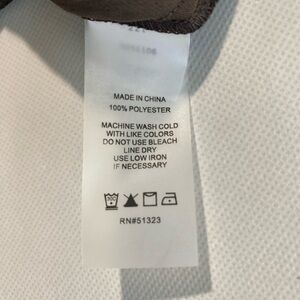 MADE IN CHINA
100% POLYESTER
MACHINE WASH COLD
WITH LIKE COLORS
DO NOT USE BLEACH
LINE DRY
USE LOW IRON
IF NECESSARY
RN#51323